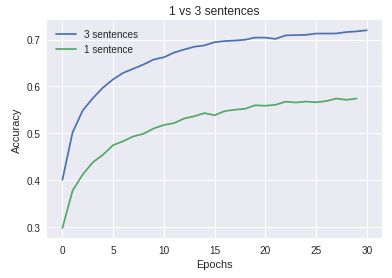 1 vs 3 sentences
3 sentences
1 sentence
0.7
0.6
0.5
0.4
0.3
Accuracy
0 5 10 15 20 25 30
Epochs